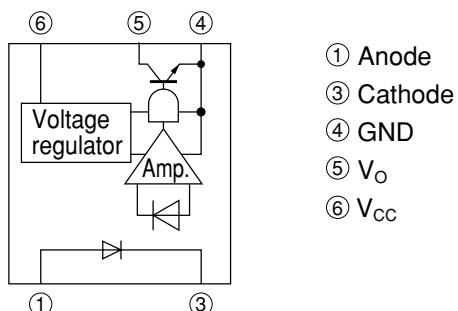 ⑥ ⑤ ④
Voltage
regulator
Amp.
① ③
① Anode
③ Cathode
④ GND
⑤ VO
⑥ VCC